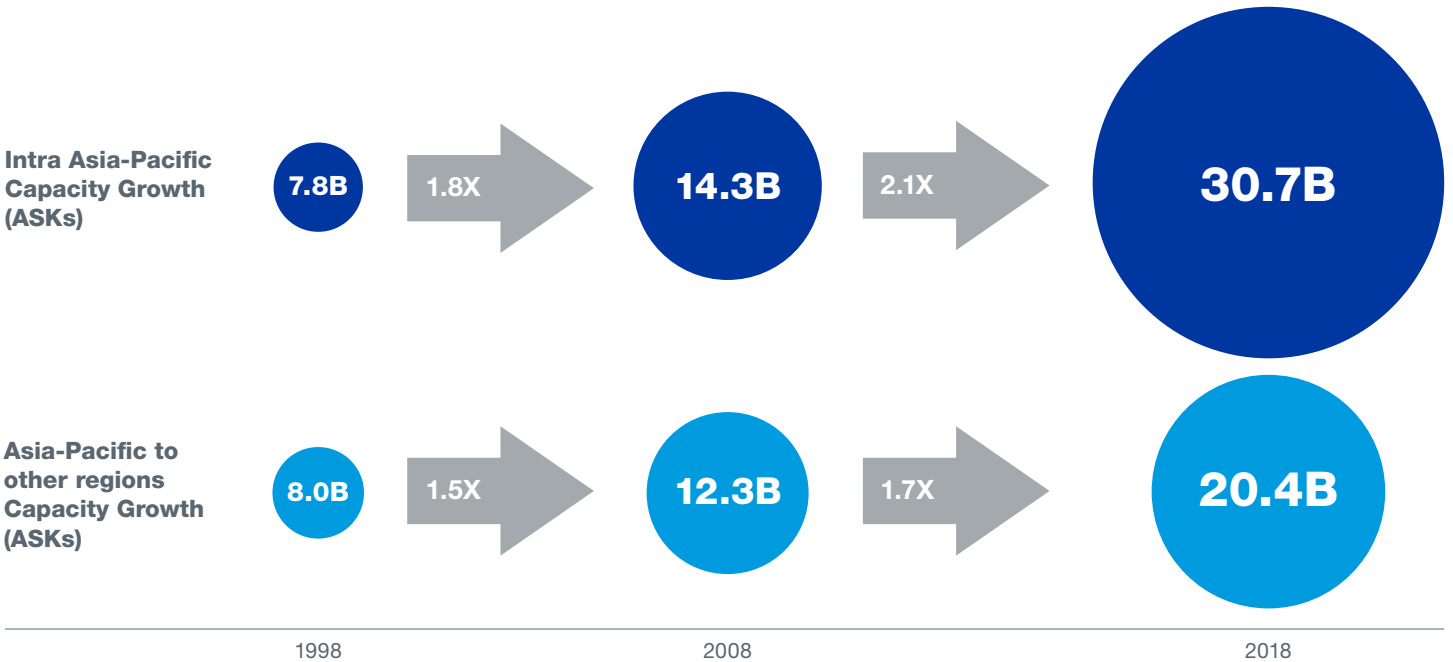 Intra Asia-Pacific
Capacity Growth
(ASKs)
7.8B
1.8X
14.3B
2.1X
30.7B
Asia-Pacific to
other regions
Capacity Growth
(ASKs)
8.0B
1.5X
12.3B
1.7X
20.4B
1998
2008
2018